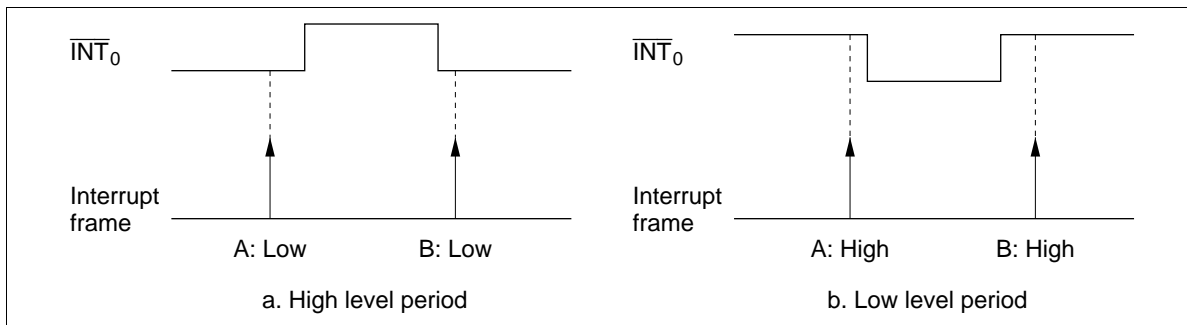 INT0
Interrupt
frame
A: Low
B: Low
a. High level period
INT0
Interrupt
frame
A: High
B: High
b. Low level period